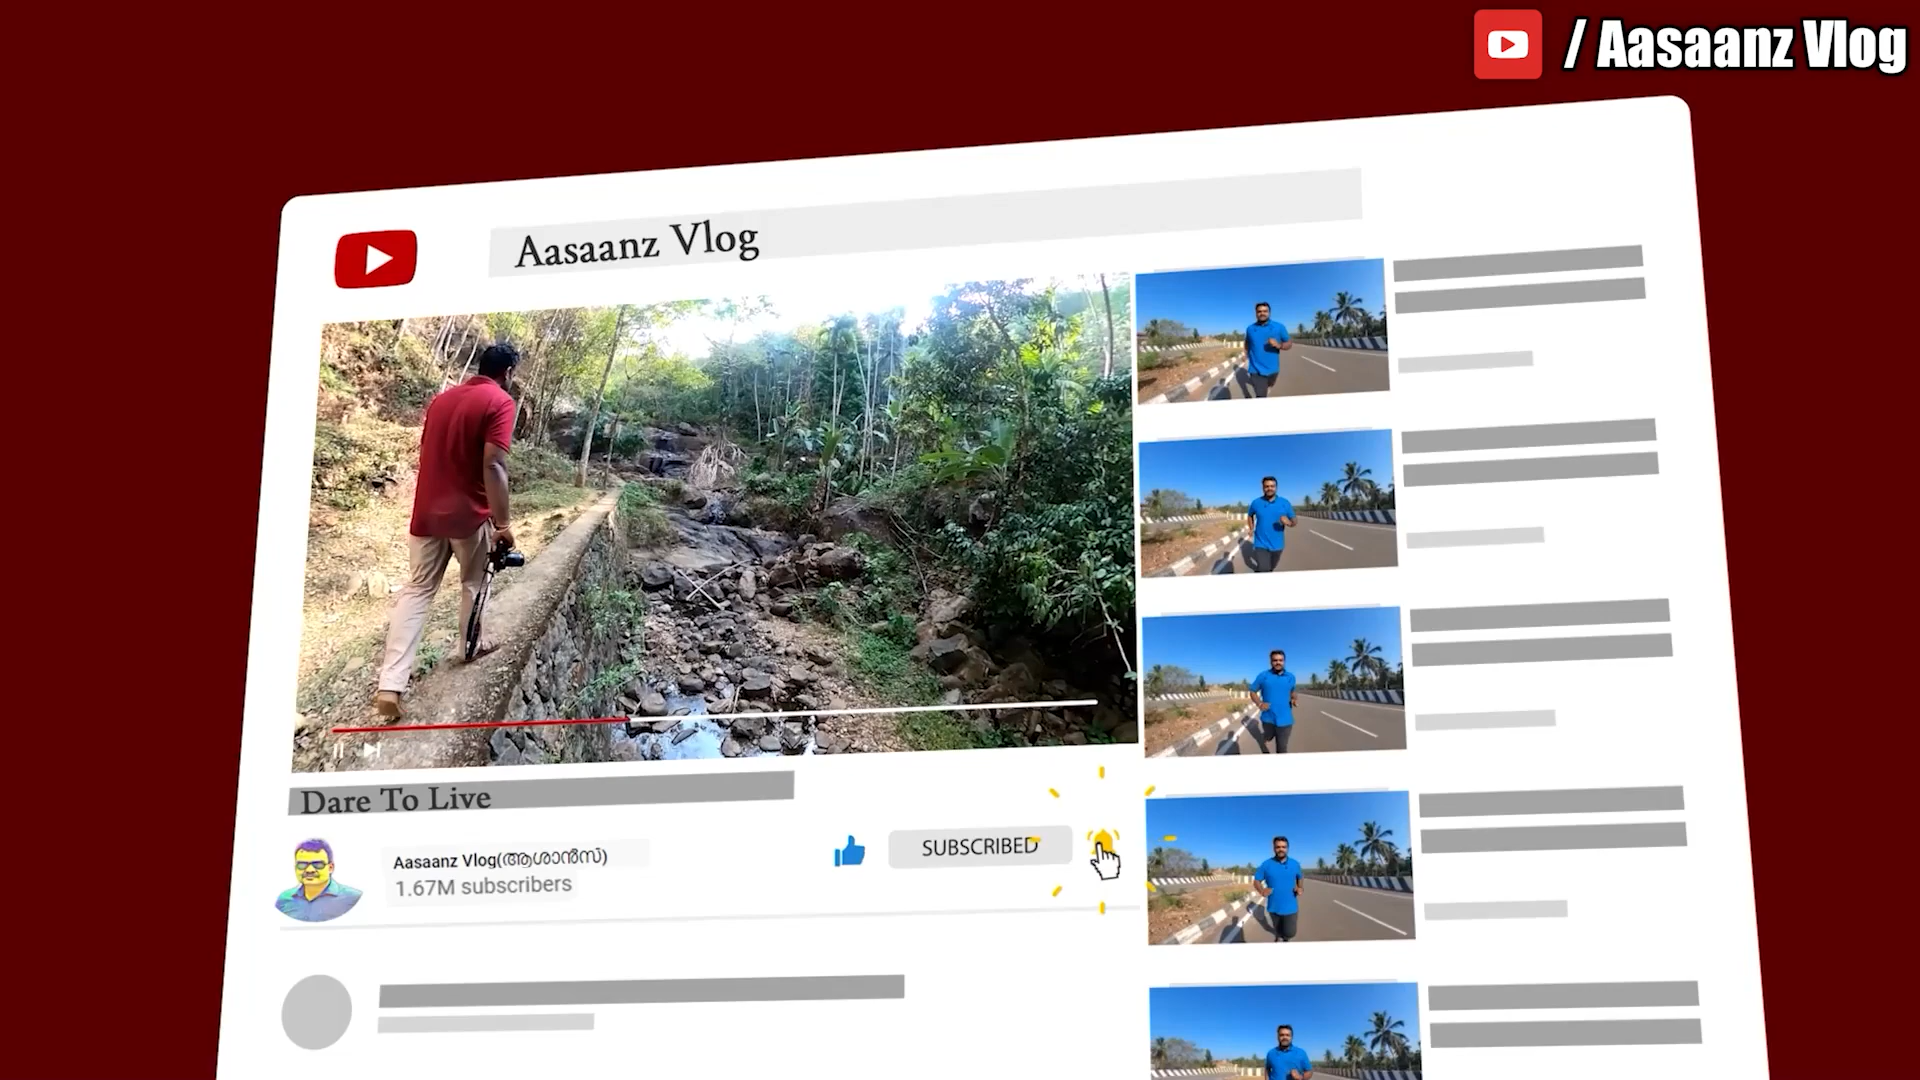 / Aasaanz Vlog
Aasaanz Vlog
Dare To Live
Aasaanz Vlog(ആശാൻസ്)
1.67M subscribers
SUBSCRIBED